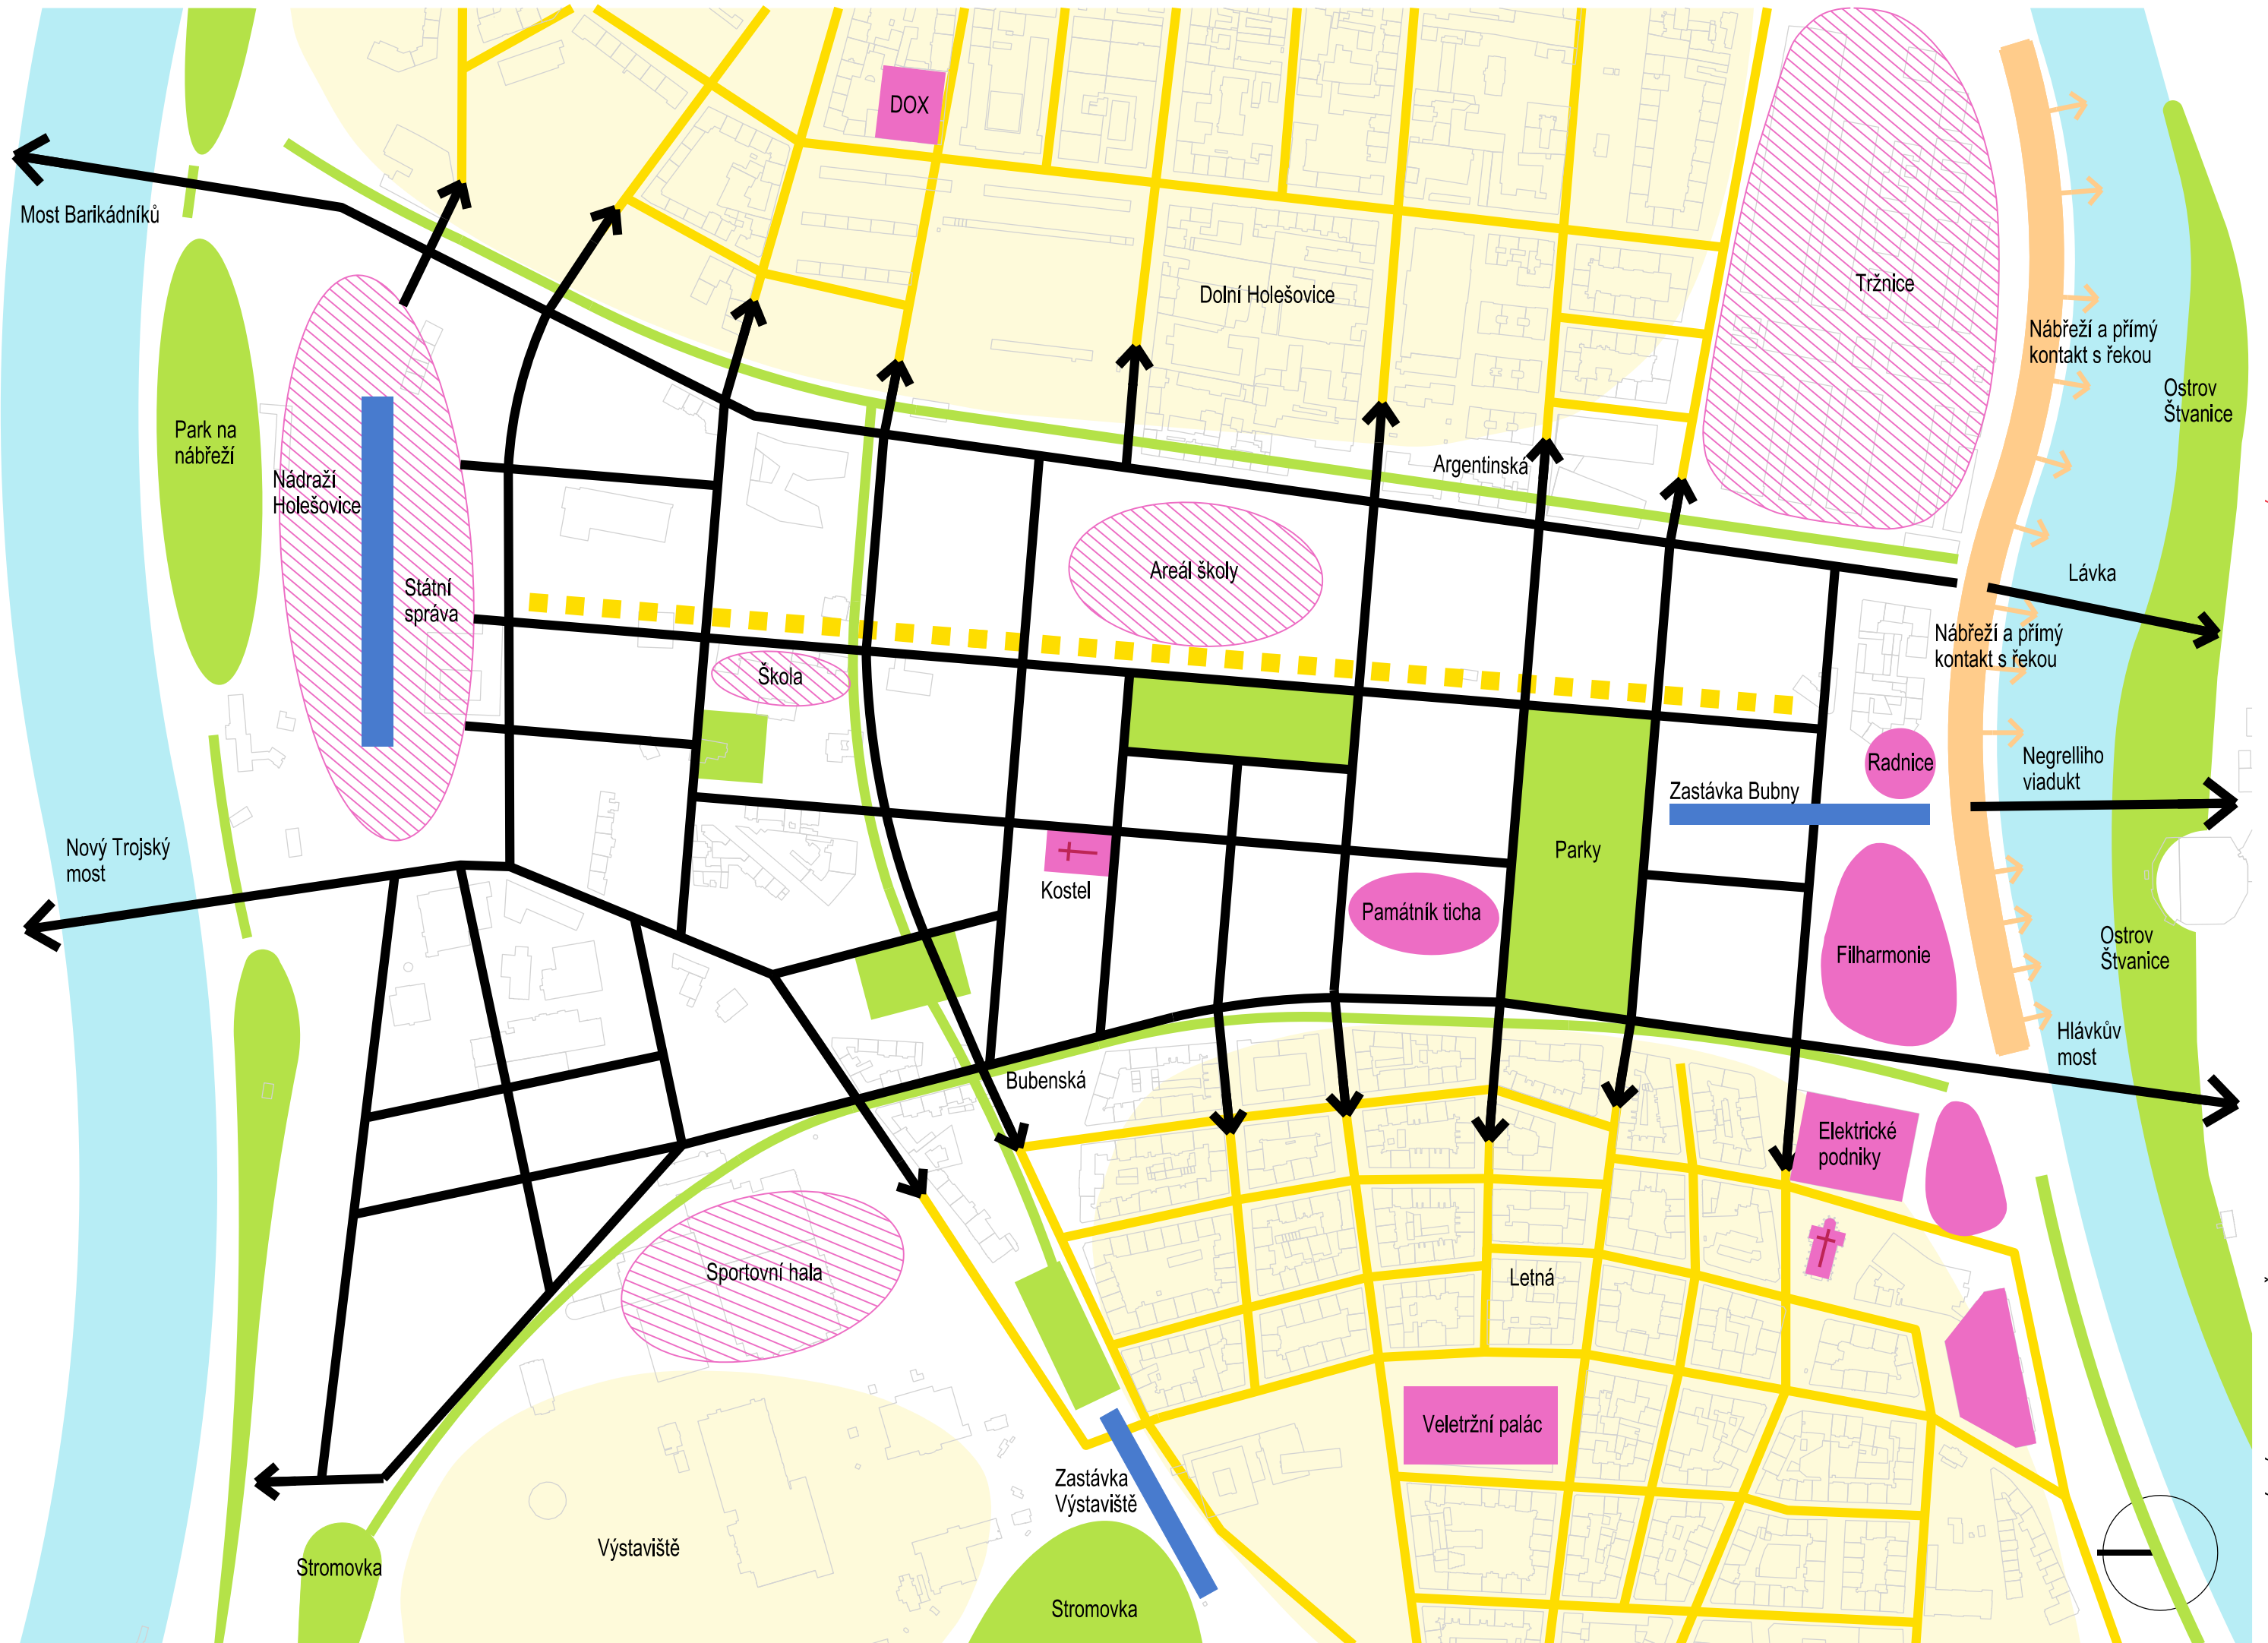 DOX
Most Barikádníků
Dolní Holešovice
Tržnice
Nábřeží a přímý
kontakt s řekou
Ostrov
Štvanice
Park na
nábřeží
Nádraží
Holešovice
Argentinská
Areál školy
Lávka
Státní
správa
Nábřeží a přímý
kontakt s řekou
Škola
Radnice
Negrelliho
viadukt
Zastávka Bubny
Nový Trojský
most
Parky
Kostel
Památník ticha
Filharmonie
Ostrov
Štvanice
Hlávkův
most
Bubenská
Elektrické
podniky
Sportovní hala
Letná
Veletržní palác
Zastávka
Výstaviště
Výstaviště
Stromovka
Stromovka